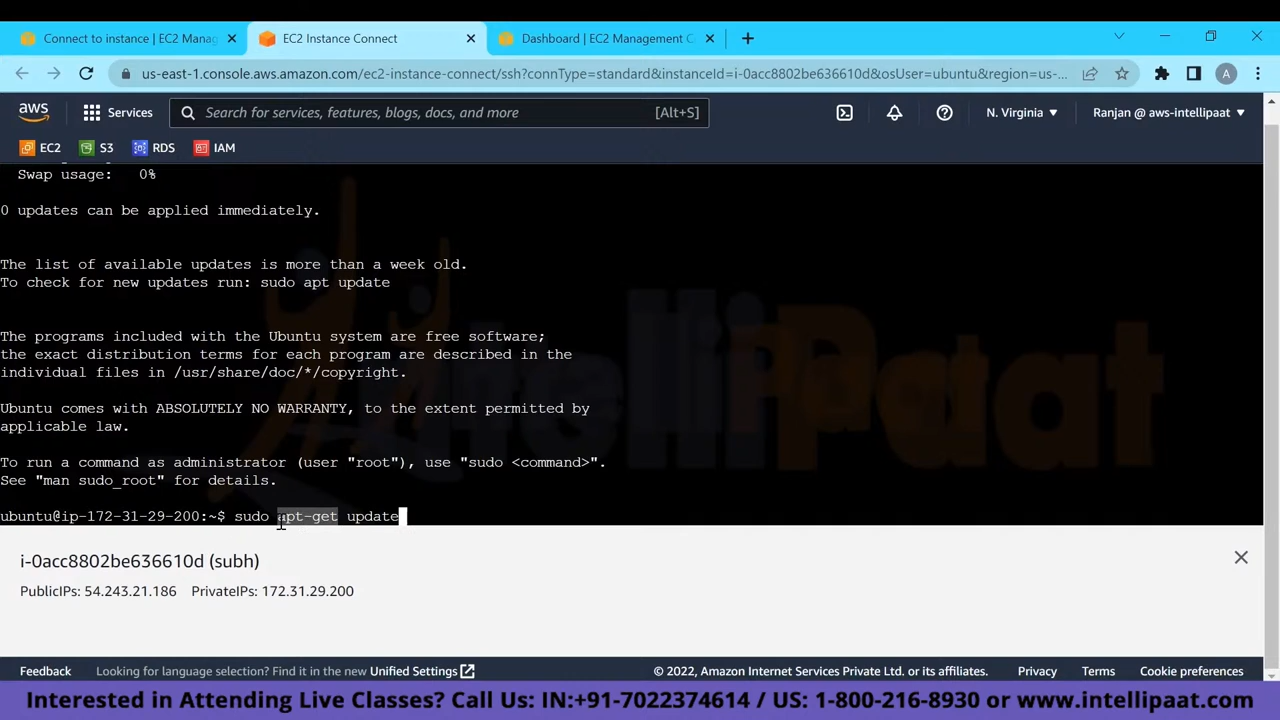 Connect to instance | EC2 Manag
EC2 Instance Connect
Dashboard | EC2 Management C
us-east-1.console.aws.amazon.com/ec2-instance-connect/ssh?connType=standard&instanceId=i-0acc8802be636610d&osUser=ubuntu&region=us-...
A
aws
Services
Search for services, features, blogs, docs, and more
[Alt+S]
N. Virginia
Ranjan @ aws-intellipaat
EC2
S3
RDS
IAM
Swap usage: 0%
0 updates can be applied immediately.
The list of available updates is more than a week old.
To check for new updates run: sudo apt update
The programs included with the Ubuntu system are free software;
the exact distribution terms for each program are described in the
individual files in /usr/share/doc/*/copyright.
Ubuntu comes with ABSOLUTELY NO WARRANTY, to the extent permitted by
applicable law.
To run a command as administrator (user "root"), use "sudo <command>".
See "man sudo_root" for details.
ubuntu@ip-172-31-29-200:~$ sudo apt-get update
IntelliPaat
i-0acc8802be636610d (subh)
PublicIPs: 54.243.21.186 PrivateIPs: 172.31.29.200
Feedback
Looking for language selection? Find it in the new Unified Settings
© 2022, Amazon Internet Services Private Ltd. or its affiliates.
Privacy
Terms
Cookie preferences
Interested in Attending Live Classes? Call Us: IN:+91-7022374614 / US: 1-800-216-8930 or www.intellipaat.com